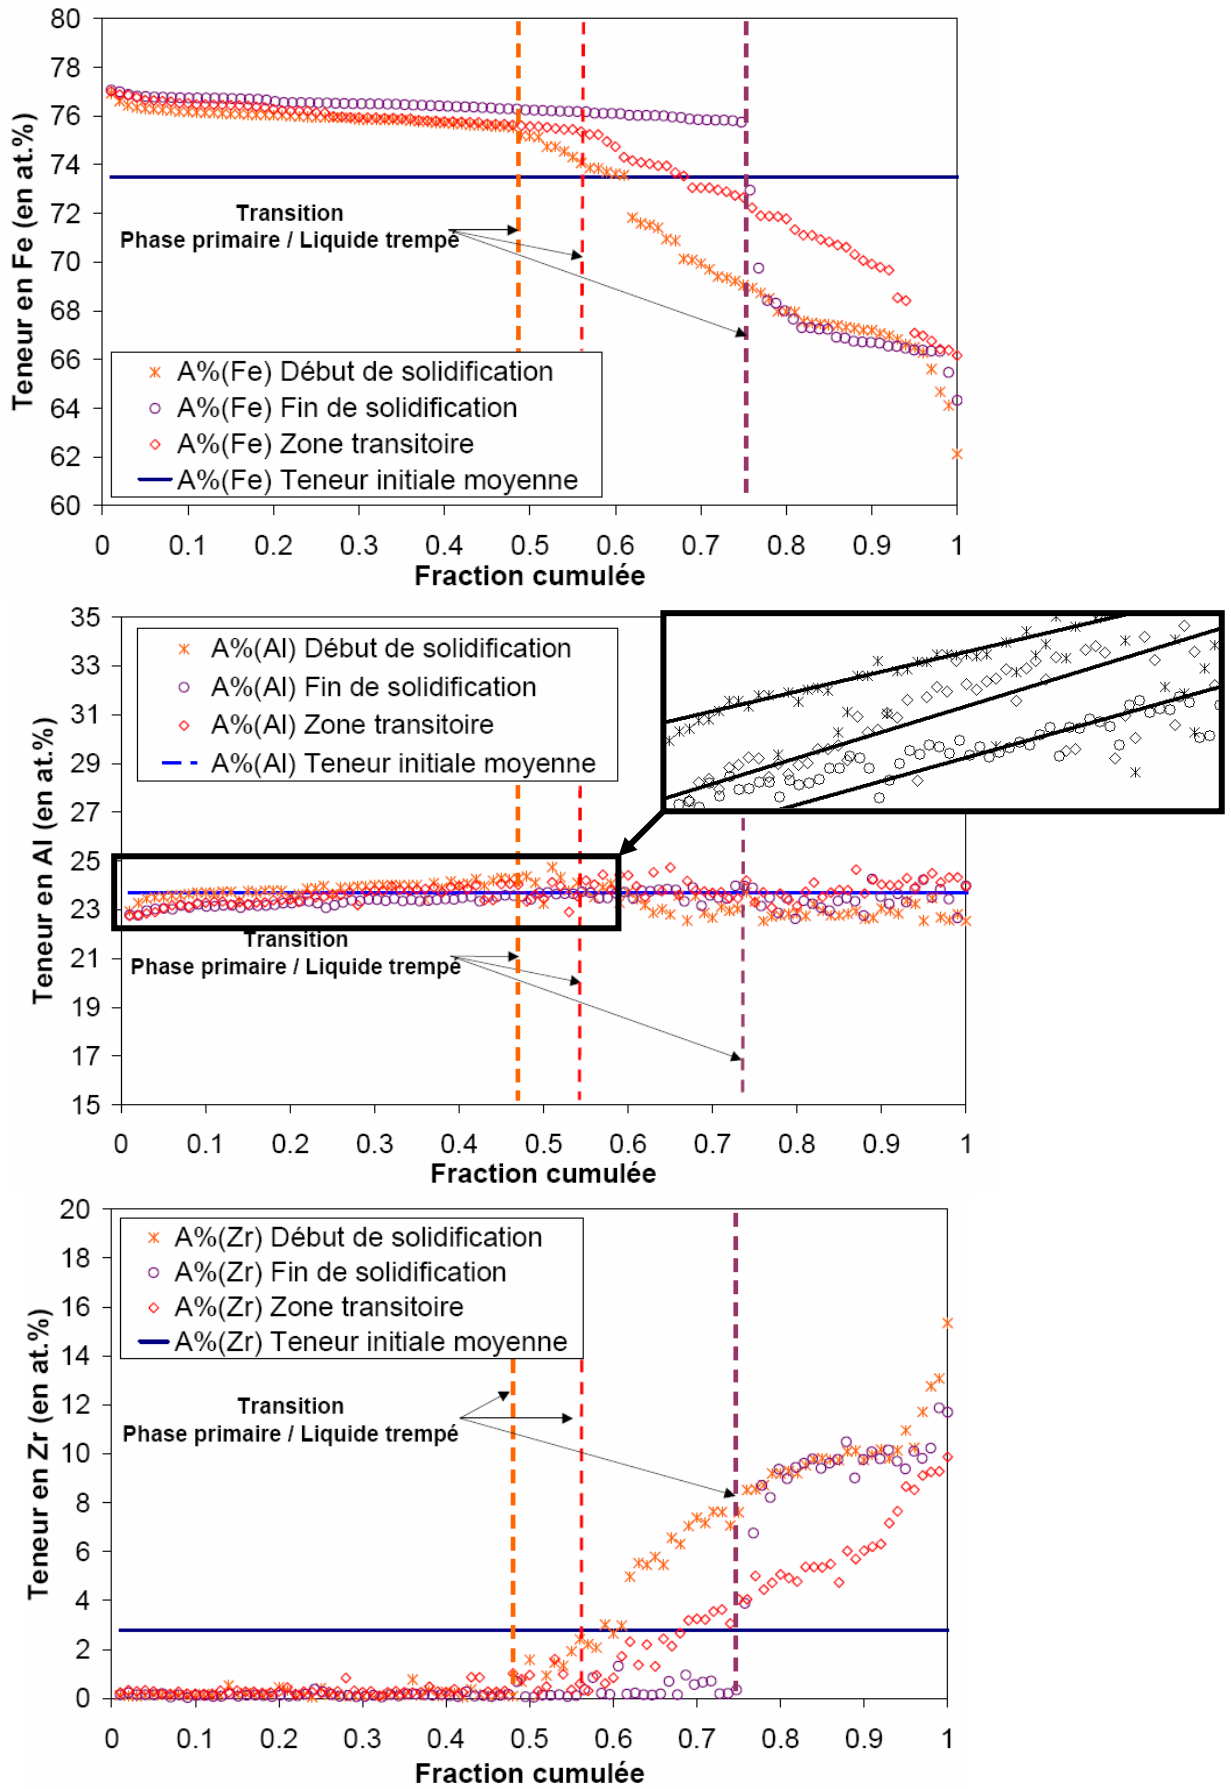 80
78
76
74
72
70
68
66
64
62
60
Teneur en Fe (en at.%)
Transition
Phase primaire / Liquide trempé
A%(Fe) Début de solidification
A%(Fe) Fin de solidification
A%(Fe) Zone transitoire
A%(Fe) Teneur initiale moyenne
0 0.1 0.2 0.3 0.4 0.5 0.6 0.7 0.8 0.9 1
Fraction cumulée
35
33
31
29
27
25
23
21
19
17
15
Teneur en Al (en at.%)
A%(Al) Début de solidification
A%(Al) Fin de solidification
A%(Al) Zone transitoire
A%(Al) Teneur initiale moyenne
Transition
Phase primaire / Liquide trempé
0 0.1 0.2 0.3 0.4 0.5 0.6 0.7 0.8 0.9 1
Fraction cumulée
20
18
16
14
12
10
8
6
4
2
0
Teneur en Zr (en at.%)
A%(Zr) Début de solidification
A%(Zr) Fin de solidification
A%(Zr) Zone transitoire
A%(Zr) Teneur initiale moyenne
Transition
Phase primaire / Liquide trempé
0 0.1 0.2 0.3 0.4 0.5 0.6 0.7 0.8 0.9 1
Fraction cumulée